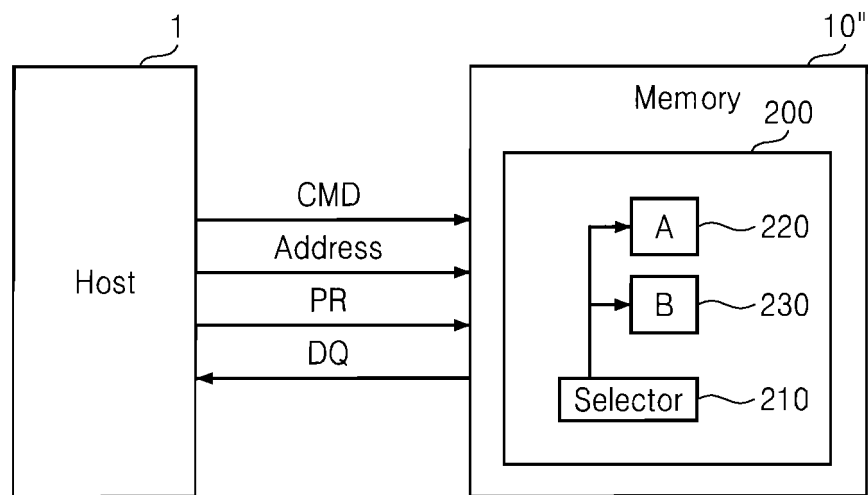 1
10"
Memory
200
CMD
A
220
Address
Host
PR
B
230
DQ
Selector
210